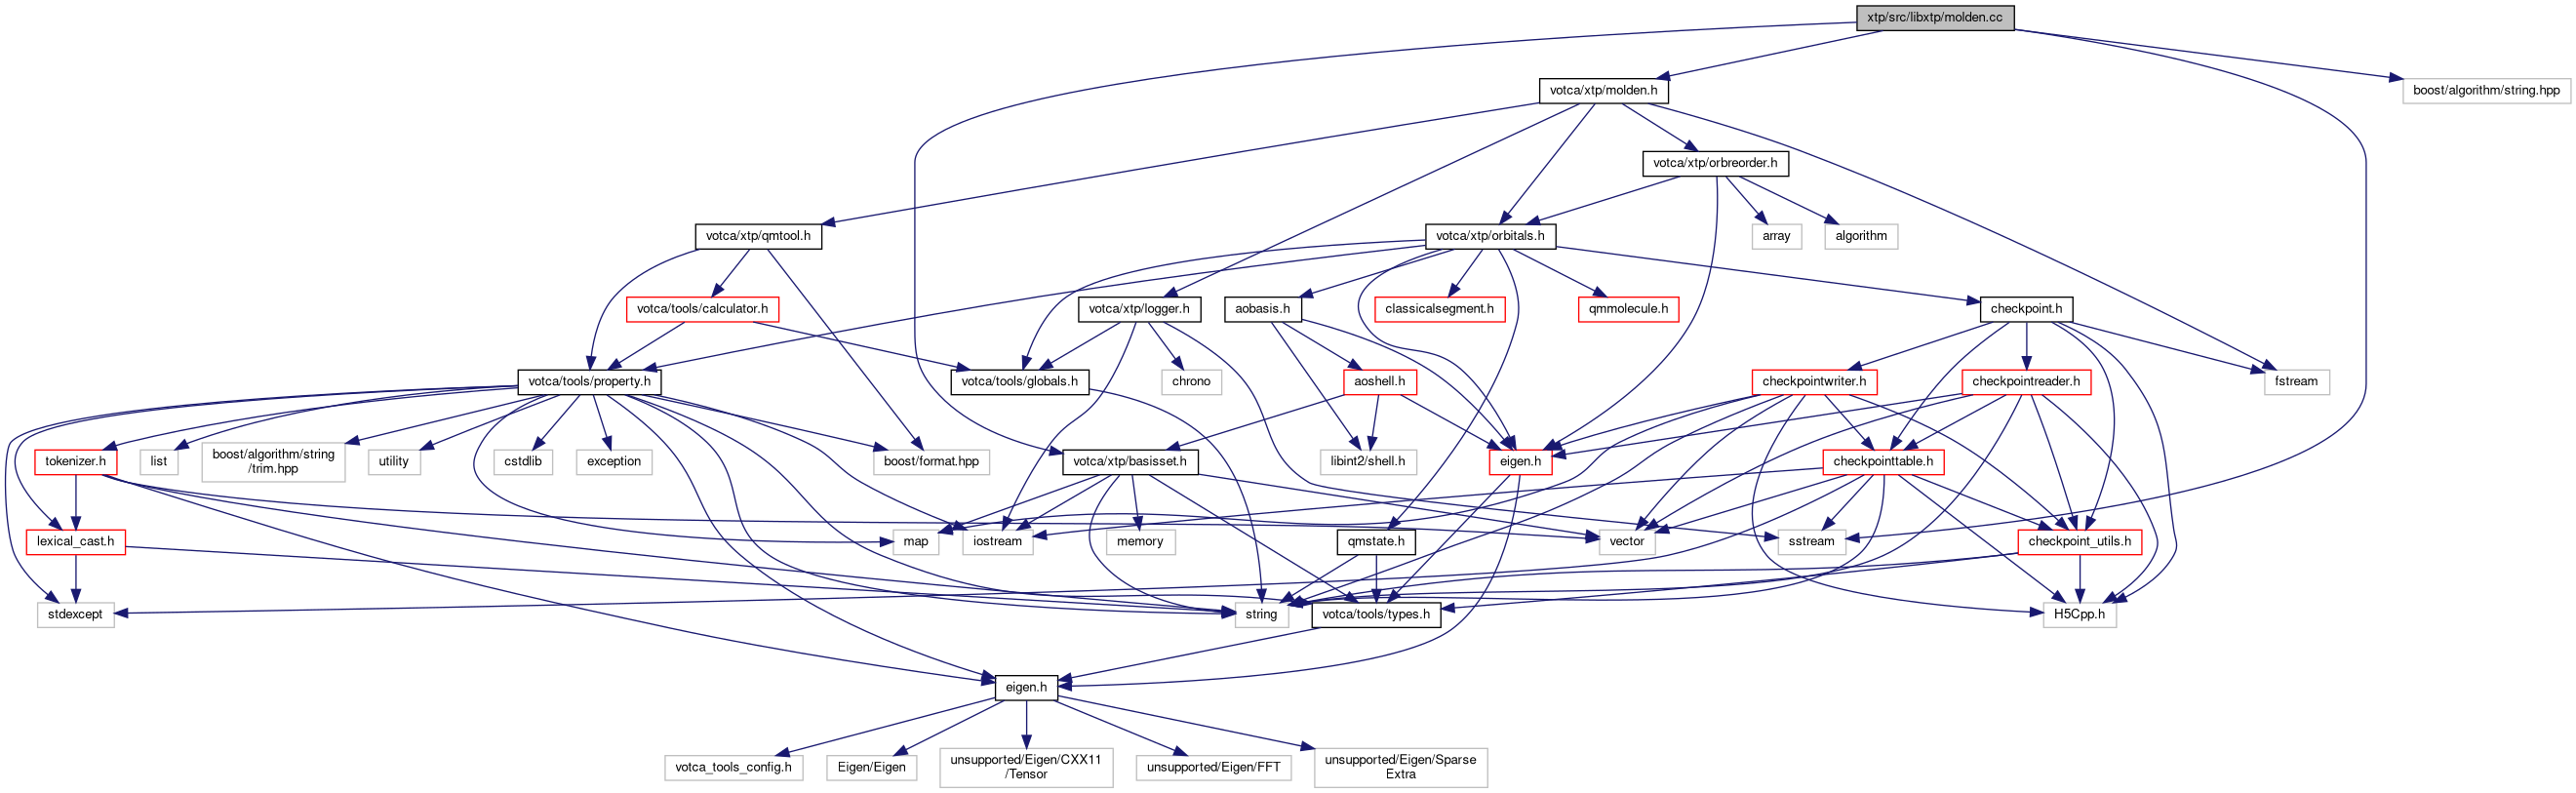 xtp/src/libxtp/molden.cc
votca/xtp/molden.h
boost/algorithm/string.hpp
votca/xtp/orbreorder.h
votca/xtp/qmtool.h
votca/xtp/orbitals.h
array
algorithm
votca/tools/calculator.h
votca/xtp/logger.h
aobasis.h
classicalsegment.h
qmmolecule.h
checkpoint.h
votca/tools/property.h
votca/tools/globals.h
chrono
aoshell.h
checkpointwriter.h
checkpointreader.h
fstream
tokenizer.h
list
boost/algorithm/string
/trim.hpp
utility
cstdlib
exception
boost/format.hpp
votca/xtp/basisset.h
libint2/shell.h
eigen.h
checkpointtable.h
lexical_cast.h
map
iostream
memory
qmstate.h
vector
sstream
checkpoint_utils.h
stdexcept
string
votca/tools/types.h
H5Cpp.h
eigen.h
votca_tools_config.h
Eigen/Eigen
unsupported/Eigen/CXX11
/Tensor
unsupported/Eigen/FFT
unsupported/Eigen/Sparse
Extra